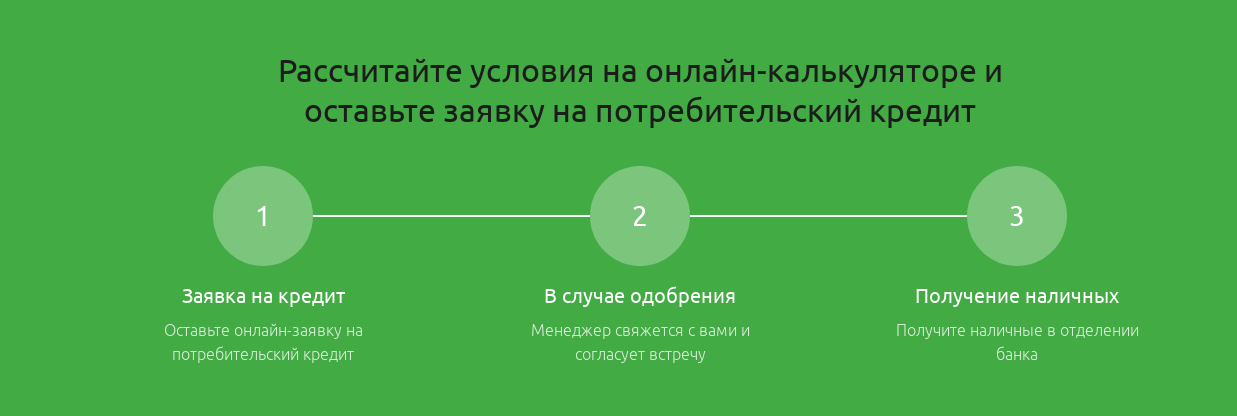 Рассчитайте условия на онлайн-калькуляторе и
оставьте заявку на потребительский кредит
1
2
3
Заявка на кредит
Оставьте онлайн-заявку на
потребительский кредит
В случае одобрения
Менеджер свяжется с вами и
согласует встречу
Получение наличных
Получите наличные в отделении
банка